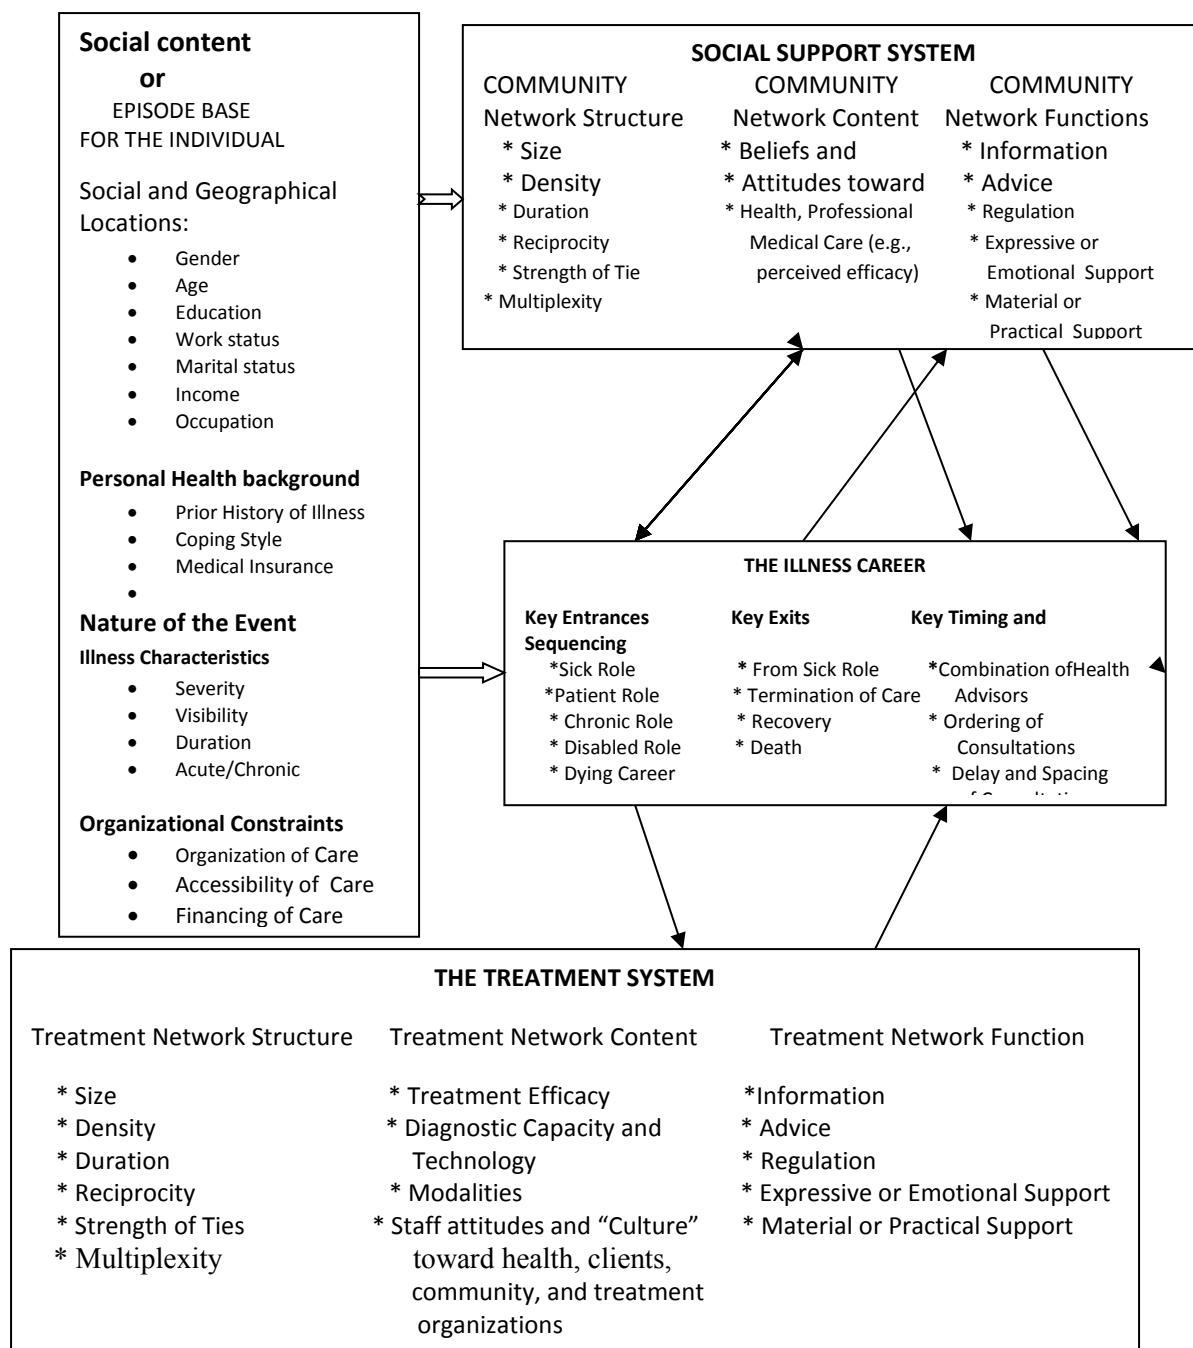 Social content
or
EPISODE BASE
FOR THE INDIVIDUAL
Social and Geographical
Locations:
• Gender
• Age
• Education
• Work status
• Marital status
• Income
• Occupation
Personal Health background
• Prior History of Illness
• Coping Style
• Medical Insurance
•
Nature of the Event
Illness Characteristics
• Severity
• Visibility
• Duration
• Acute/Chronic
Organizational Constraints
• Organization of Care
• Accessibility of Care
• Financing of Care
SOCIAL SUPPORT SYSTEM
COMMUNITY
Network Structure
* Size
* Density
* Duration
* Reciprocity
* Strength of Tie
* Multiplexity
COMMUNITY
Network Content
* Beliefs and
* Attitudes toward
* Health, Professional
Medical Care (e.g.,
perceived efficacy)
COMMUNITY
Network Functions
* Information
* Advice
* Regulation
* Expressive or
Emotional Support
* Material or
Practical Support
THE ILLNESS CAREER
Key Entrances
Sequencing
*Sick Role
*Patient Role
* Chronic Role
* Disabled Role
* Dying Career
Key Exits
* From Sick Role
* Termination of Care
* Recovery
* Death
Key Timing and
*Combination ofHealth
Advisors
* Ordering of
Consultations
* Delay and Spacing
THE TREATMENT SYSTEM
Treatment Network Structure
* Size
* Density
* Duration
* Reciprocity
* Strength of Ties
* Multiplexity
Treatment Network Content
* Treatment Efficacy
* Diagnostic Capacity and
Technology
* Modalities
* Staff attitudes and “Culture”
toward health, clients,
community, and treatment
organizations
Treatment Network Function
*Information
* Advice
* Regulation
* Expressive or Emotional Support
* Material or Practical Support